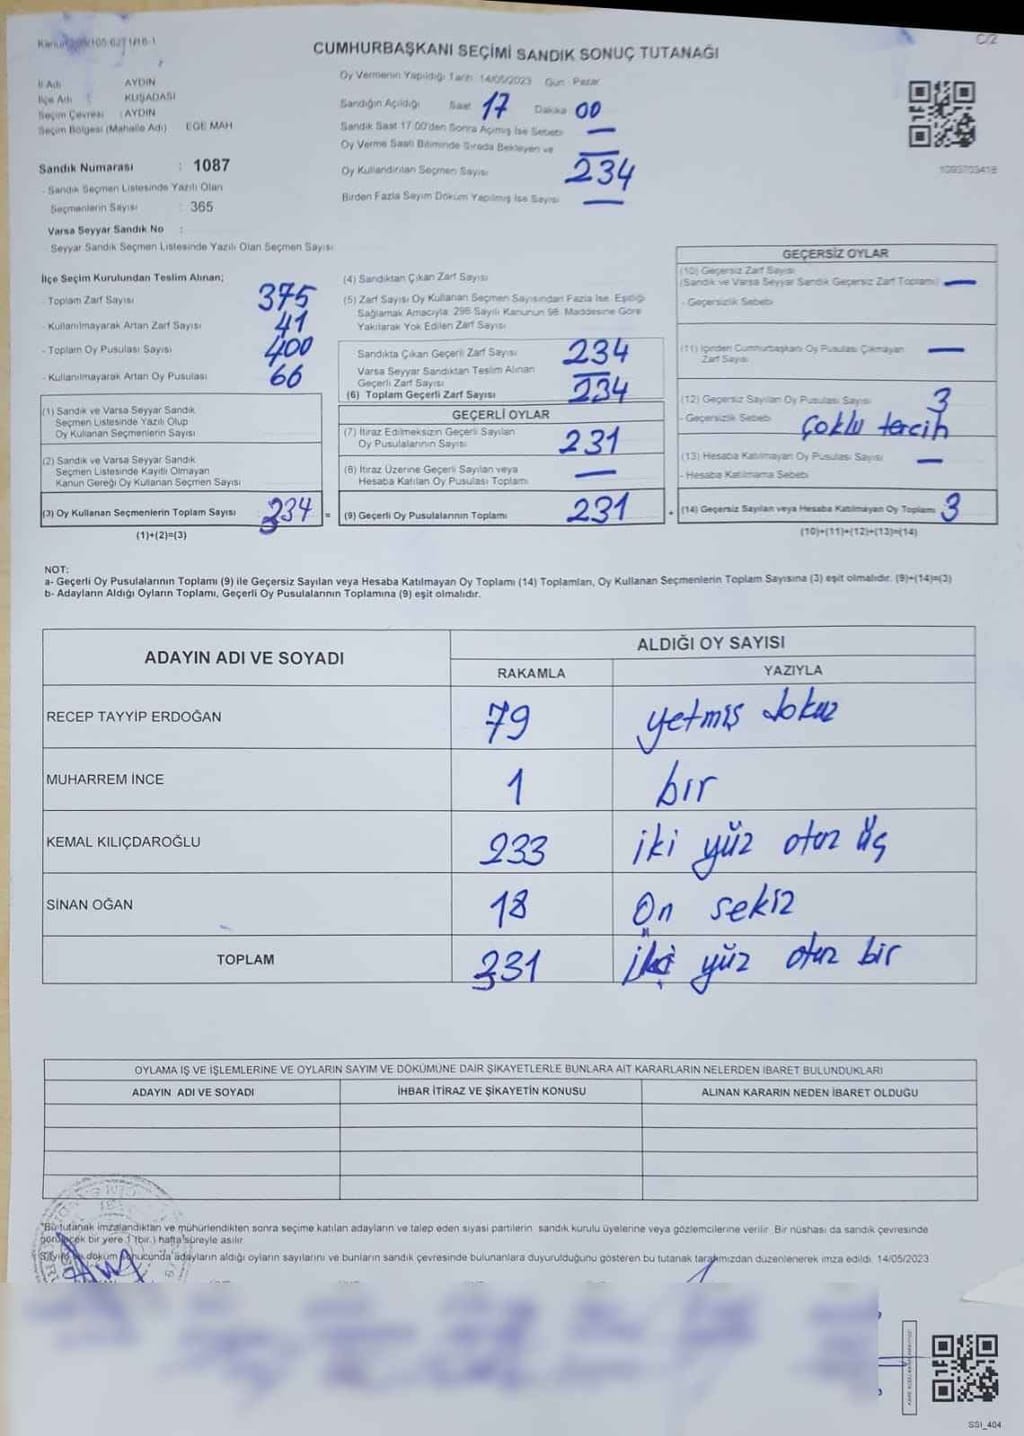 CUMHURBAŞKANI SEÇİMİ SANDIK SONUÇ TUTANAĞI
C/2
İl Adı AYDIN
İlçe Adı : KUŞADASI
Seçim Çevresi : AYDIN
Seçim Bölgesi (Mahalle Adı) EGE MAH
Sandık Numarası : 1087
- Sandık Seçmen Listesinde Yazılı Olan
Seçmenlerin Sayısı : 365
Varsa Seyyar Sandık No :
Seyyar Sandık Seçmen Listesinde Yazılı Olan Seçmen Sayısı
Oy Vermenin Yapıldığı Tarih 14/05/2023 Gün : Pazar
Sandığın Açıldığı Saat 17 Dakika 00
Sandık Saat 17:00'den Sonra Açmış İse Sebebi —
Oy Verme Saati Bitiminde Sırada Bekleyen ve —
Oy Kullandırılan Seçmen Sayısı 234
Birden Fazla Sayım Döküm Yapılmış İse Sayısı —
1093703418
İlçe Seçim Kurulundan Teslim Alınan;
- Toplam Zarf Sayısı 375
- Kullanılmayarak Artan Zarf Sayısı 41
- Toplam Oy Pusulası Sayısı 400
- Kullanılmayarak Artan Oy Pusulası 66
(1) Sandık ve Varsa Seyyar Sandık
Seçmen Listesinde Yazılı Olup
Oy Kullanan Seçmenlerin Sayısı
(2) Sandık ve Varsa Seyyar Sandık
Seçmen Listesinde Kayıtlı Olmayan
Kanun Gereği Oy Kullanan Seçmen Sayısı
(3) Oy Kullanan Seçmenlerin Toplam Sayısı 234 =
(1)+(2)=(3)
(4) Sandıktan Çıkan Zarf Sayısı
(5) Zarf Sayısı Oy Kullanan Seçmen Sayısından Fazla İse, Eşitliği
Sağlamak Amacıyla, 298 Sayılı Kanunun 98. Maddesine Göre
Yakılarak Yok Edilen Zarf Sayısı
Sandıkta Çıkan Geçerli Zarf Sayısı 234
Varsa Seyyar Sandıktan Teslim Alınan
Geçerli Zarf Sayısı —
(6) Toplam Geçerli Zarf Sayısı 234
GEÇERLİ OYLAR
(7) İtiraz Edilmeksizin Geçerli Sayılan
Oy Pusulalarının Sayısı 231
(8) İtiraz Üzerine Geçerli Sayılan veya
Hesaba Katılan Oy Pusulası Toplamı —
(9) Geçerli Oy Pusulalarının Toplamı 231 +
GEÇERSİZ OYLAR
(10) Geçersiz Zarf Sayısı
(Sandık ve Varsa Seyyar Sandık Geçersiz Zarf Toplamı) —
- Geçersizlik Sebebi
(11) İçinden Cumhurbaşkanı Oy Pusulası Çıkmayan
Zarf Sayısı —
(12) Geçersiz Sayılan Oy Pusulası Sayısı 3
- Geçersizlik Sebebi çoklu tercih
(13) Hesaba Katılmayan Oy Pusulası Sayısı —
- Hesaba Katılmama Sebebi
(14) Geçersiz Sayılan veya Hesaba Katılmayan Oy Toplamı 3
(10)+(11)+(12)+(13)=(14)
NOT:
a- Geçerli Oy Pusulalarının Toplamı (9) ile Geçersiz Sayılan veya Hesaba Katılmayan Oy Toplamı (14) Toplamları, Oy Kullanan Seçmenlerin Toplam Sayısına (3) eşit olmalıdır. (9)+(14)=(3)
b- Adayların Aldığı Oyların Toplamı, Geçerli Oy Pusulalarının Toplamına (9) eşit olmalıdır.
ADAYIN ADI VE SOYADI
ALDIĞI OY SAYISI
RAKAMLA YAZIYLA
RECEP TAYYİP ERDOĞAN 79 yetmiş dokuz
MUHARREM İNCE 1 bır
KEMAL KILIÇDAROĞLU 233 iki yüz otuz üç
SİNAN OĞAN 18 On sekiz
TOPLAM 231 iki yüz otuz bir
OYLAMA İŞ VE İŞLEMLERİNE VE OYLARIN SAYIM VE DÖKÜMÜNE DAİR ŞİKAYETLERLE BUNLARA AİT KARARLARIN NELERDEN İBARET BULUNDUKLARI
ADAYIN ADI VE SOYADI İHBAR İTİRAZ VE ŞİKAYETİN KONUSU ALINAN KARARIN NEDEN İBARET OLDUĞU
*Bu tutanak imzalandıktan ve mühürlendikten sonra seçime katılan adayların ve talep eden siyasi partilerin sandık kurulu üyelerine veya gözlemcilerine verilir. Bir nüshası da sandık çevresinde
görülecek bir yere 1 (bir ) hafta süreyle asılır.
Sayım ve döküm sonucunda adayların aldığı oyların sayılarını ve bunların sandık çevresinde bulunanlara duyurulduğunu gösteren bu tutanak tarafımızdan düzenlenerek imza edildi. 14/05/2023
SSI_404